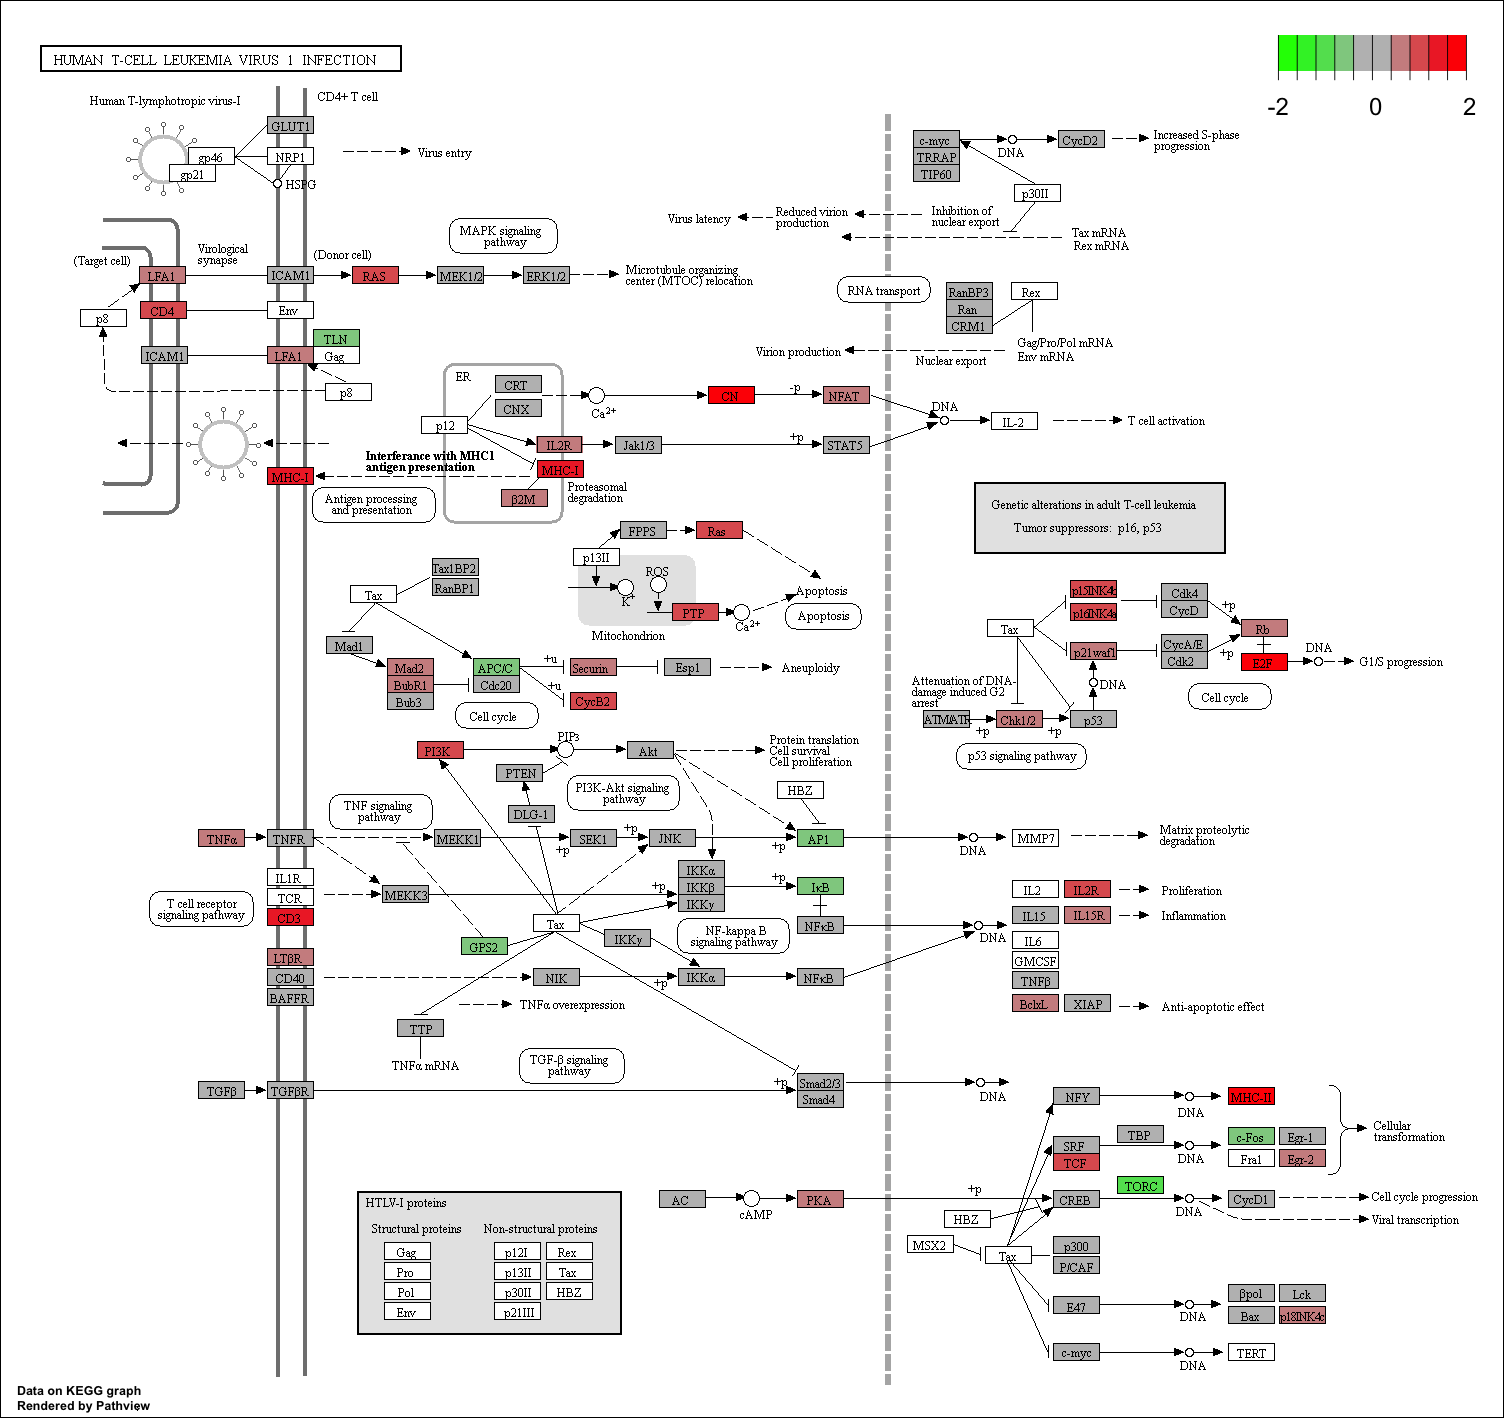 HUMAN T-CELL LEUKEMIA VIRUS 1 INFECTION
-2 0 2
Human T-lymphotropic virus-I
CD4+ T cell
GLUT1
gp46
NRP1
gp21
HSPG
Virus entry
c-myc
TRRAP
TIP60
DNA
CycD2
Increased S-phase
progression
p30II
Virus latency
Reduced virion
production
Inhibition of
nuclear export
Tax mRNA
Rex mRNA
MAPK signaling
pathway
Virological
synapse
(Target cell)
(Donor cell)
LFA1
ICAM1
RAS
MEK1/2
ERK1/2
Microtubule organizing
center (MTOC) relocation
RNA transport
RanBP3
Ran
CRM1
Rex
CD4
Env
p8
TLN
ICAM1
LFA1
Gag
p8
Virion production
Nuclear export
Gag/Pro/Pol mRNA
Env mRNA
ER
CRT
CNX
Ca2+
CN
-p
NFAT
p12
DNA
IL-2
T cell activation
IL2R
Jak1/3
+p
STAT5
Interferance with MHC1
antigen presentation
MHC-I
MHC-I
β2M
Proteasomal
degradation
Antigen processing
and presentation
Genetic alterations in adult T-cell leukemia
Tumor suppressors: p16, p53
FPPS
Ras
p13II
ROS
K+
PTP
Ca2+
Apoptosis
Apoptosis
Mitochondrion
Tax1BP2
RanBP1
Tax
Mad1
Mad2
BubR1
Bub3
APC/C
Cdc20
+u
+u
Securin
Esp1
Aneuploidy
CycB2
Cell cycle
p15INK4b
p16INK4a
Cdk4
CycD
+p
Rb
Tax
p21waf1
CycA/E
Cdk2
+p
E2F
DNA
G1/S progression
DNA
Attenuation of DNA-
damage induced G2
arrest
ATM/ATR
+p
Chk1/2
+p
p53
Cell cycle
p53 signaling pathway
PI3K
PIP3
Akt
Protein translation
Cell survival
Cell proliferation
PTEN
PI3K-Akt signaling
pathway
HBZ
TNF signaling
pathway
DLG-1
TNFα
TNFR
MEKK1
+p
SEK1
+p
JNK
+p
AP1
DNA
MMP7
Matrix proteolytic
degradation
IL1R
TCR
CD3
T cell receptor
signaling pathway
MEKK3
+p
IKKα
IKKβ
IKKγ
+p
IκB
NFκB
IL2
IL2R
Proliferation
IL15
IL15R
Inflammation
DNA
IL6
GMCSF
TNFβ
BclxL
XIAP
Anti-apoptotic effect
Tax
GPS2
IKKγ
NF-kappa B
signaling pathway
LTβR
CD40
BAFFR
NIK
+p
IKKα
NFκB
TNFα overexpression
TTP
TNFα mRNA
TGF-β signaling
pathway
TGFβ
TGFβR
+p
Smad2/3
Smad4
DNA
NFY
DNA
MHC-II
SRF
TCF
TBP
DNA
c-Fos
Egr-1
Fra1
Egr-2
Cellular
transformation
AC
cAMP
PKA
+p
CREB
TORC
DNA
CycD1
Cell cycle progression
Viral transcription
HBZ
MSX2
Tax
p300
P/CAF
E47
DNA
βpol
Lck
Bax
p18INK4c
c-myc
DNA
TERT
HTLV-I proteins
Structural proteins
Non-structural proteins
Gag
p12I
Rex
Pro
p13II
Tax
Pol
p30II
HBZ
Env
p21III
Data on KEGG graph
Rendered by Pathview